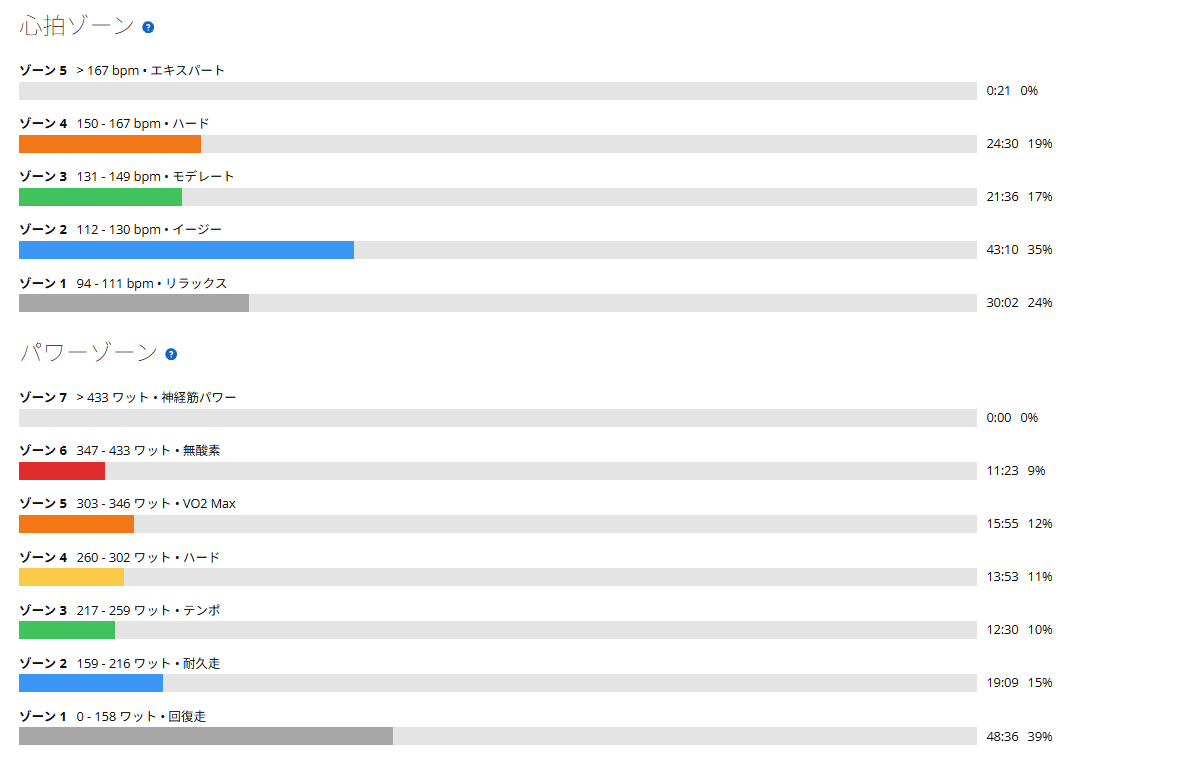 心拍ゾーン ?
ゾーン 5 > 167 bpm • エキスパート
0:21 0%
ゾーン 4 150 - 167 bpm • ハード
24:30 19%
ゾーン 3 131 - 149 bpm • モデレート
21:36 17%
ゾーン 2 112 - 130 bpm • イージー
43:10 35%
ゾーン 1 94 - 111 bpm • リラックス
30:02 24%
パワーゾーン ?
ゾーン 7 > 433 ワット • 神経筋パワー
0:00 0%
ゾーン 6 347 - 433 ワット • 無酸素
11:23 9%
ゾーン 5 303 - 346 ワット • VO2 Max
15:55 12%
ゾーン 4 260 - 302 ワット • ハード
13:53 11%
ゾーン 3 217 - 259 ワット • テンポ
12:30 10%
ゾーン 2 159 - 216 ワット • 耐久走
19:09 15%
ゾーン 1 0 - 158 ワット • 回復走
48:36 39%